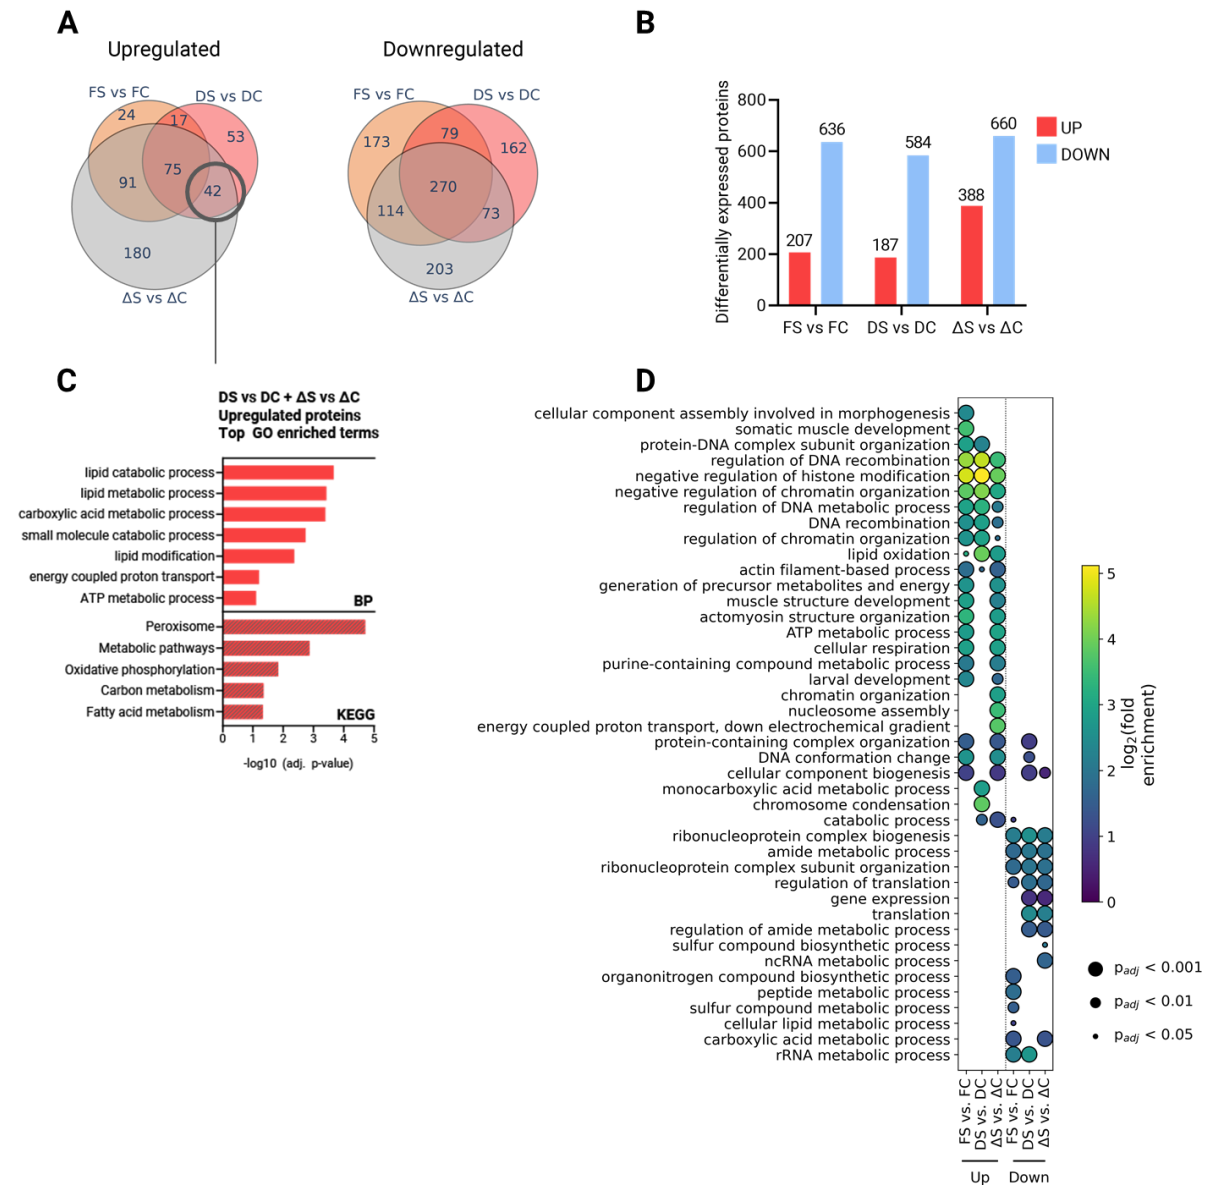 A
Upregulated
FS vs FC
DS vs DC
24
17
53
75
91
42
180
ΔS vs ΔC
Downregulated
FS vs FC
DS vs DC
173
79
162
270
114
73
203
ΔS vs ΔC
B
Differentially expressed proteins
800
600
400
200
0
207
636
187
584
388
660
FS vs FC
DS vs DC
ΔS vs ΔC
UP
DOWN
C
DS vs DC + ΔS vs ΔC
Upregulated proteins
Top GO enriched terms
lipid catabolic process
lipid metabolic process
carboxylic acid metabolic process
small molecule catabolic process
lipid modification
energy coupled proton transport
ATP metabolic process
BP
Peroxisome
Metabolic pathways
Oxidative phosphorylation
Carbon metabolism
Fatty acid metabolism
KEGG
0 1 2 3 4 5
-log10 (adj. p-value)
D
cellular component assembly involved in morphogenesis
somatic muscle development
protein-DNA complex subunit organization
regulation of DNA recombination
negative regulation of histone modification
negative regulation of chromatin organization
regulation of DNA metabolic process
DNA recombination
regulation of chromatin organization
lipid oxidation
actin filament-based process
generation of precursor metabolites and energy
muscle structure development
actomyosin structure organization
ATP metabolic process
cellular respiration
purine-containing compound metabolic process
larval development
chromatin organization
nucleosome assembly
energy coupled proton transport, down electrochemical gradient
protein-containing complex organization
DNA conformation change
cellular component biogenesis
monocarboxylic acid metabolic process
chromosome condensation
catabolic process
ribonucleoprotein complex biogenesis
amide metabolic process
ribonucleoprotein complex subunit organization
regulation of translation
gene expression
translation
regulation of amide metabolic process
sulfur compound biosynthetic process
ncRNA metabolic process
organonitrogen compound biosynthetic process
peptide metabolic process
sulfur compound metabolic process
cellular lipid metabolic process
carboxylic acid metabolic process
rRNA metabolic process
FS vs. FC
DS vs. DC
ΔS vs. ΔC
FS vs. FC
DS vs. DC
ΔS vs. ΔC
Up
Down
5
4
3
2
1
0
log2(fold
enrichment)
padj < 0.001
padj < 0.01
padj < 0.05